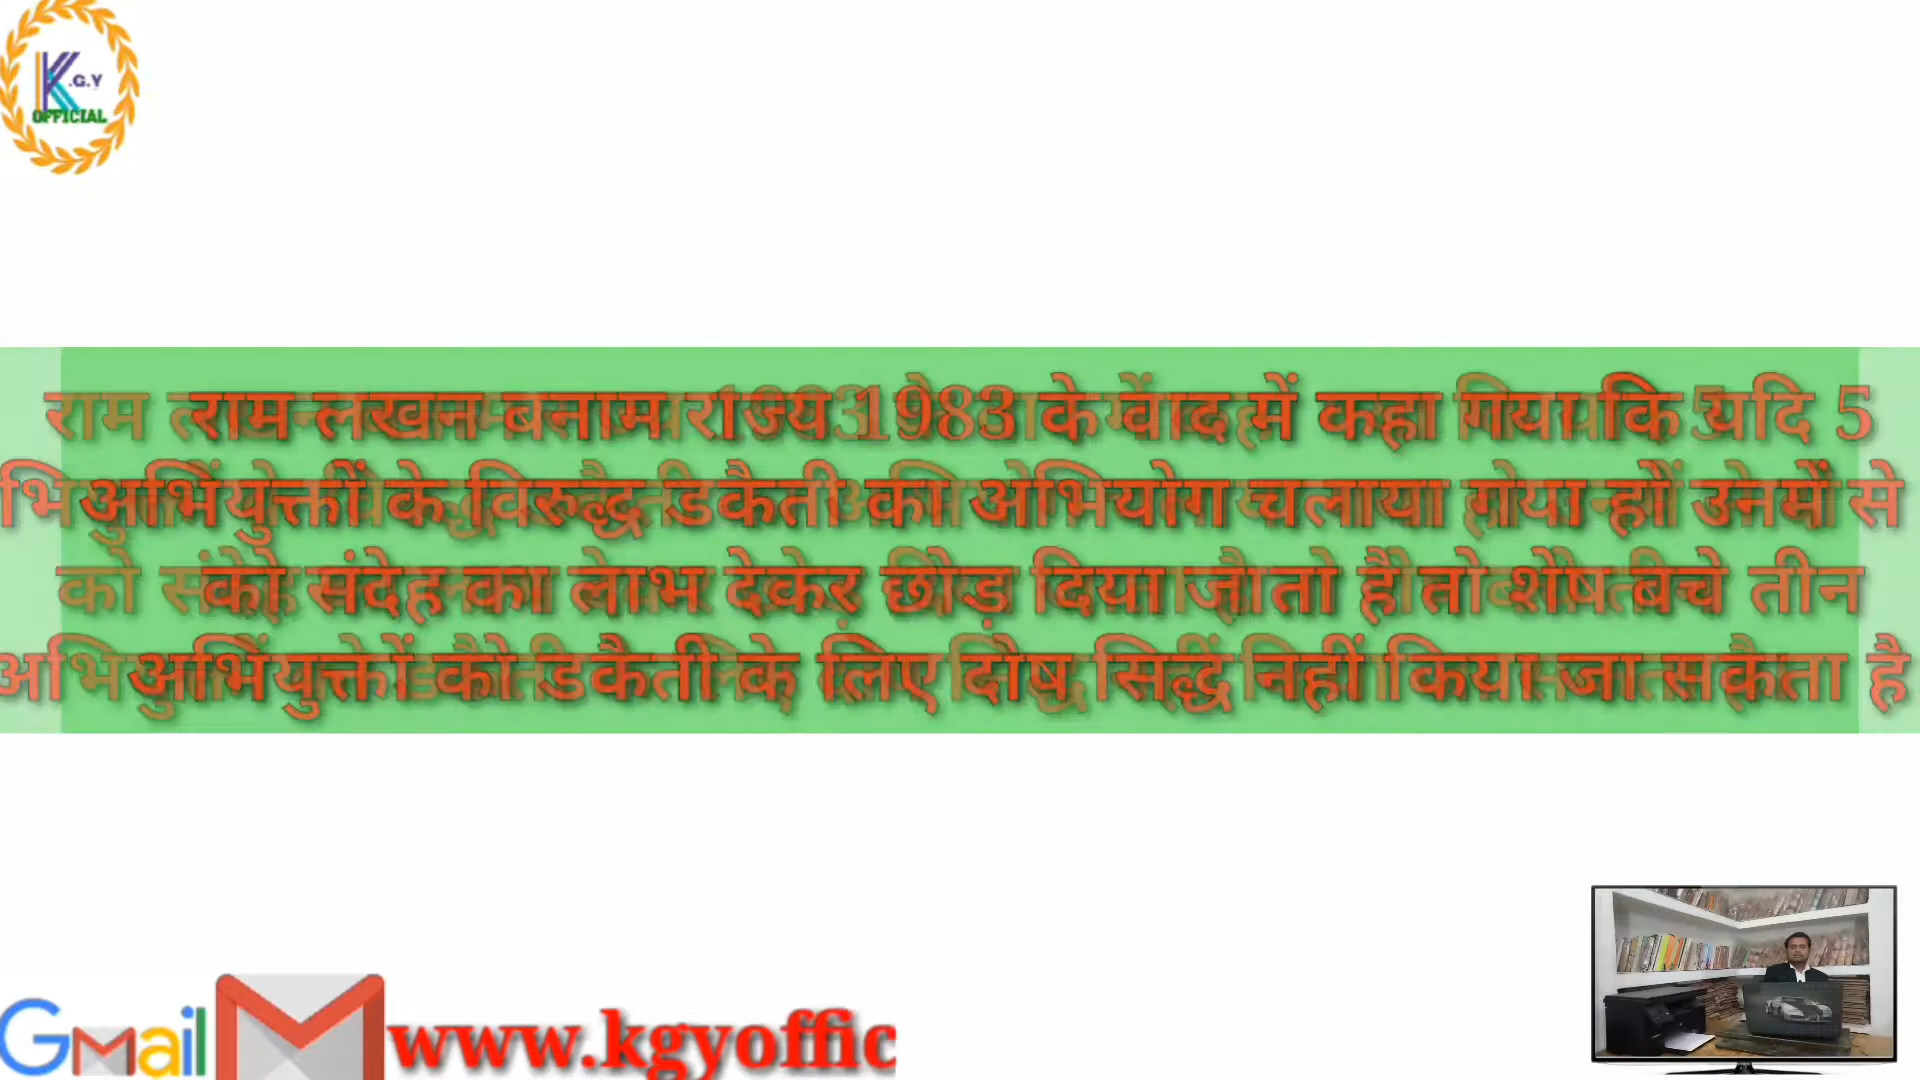 K.G.Y
OFFICIAL
राम लखन बनाम राज्य 1983 के वाद में कहा गया कि यदि 5
अभियुक्तों के विरुद्ध डकैती का अभियोग चलाया गया हो उनमें से
को संदेह का लाभ देकर छोड़ दिया जाता है तो शेष बचे तीन
अभियुक्तों को डकैती के लिए दोष सिद्ध नहीं किया जा सकता है
Gmail www.kgyoffic